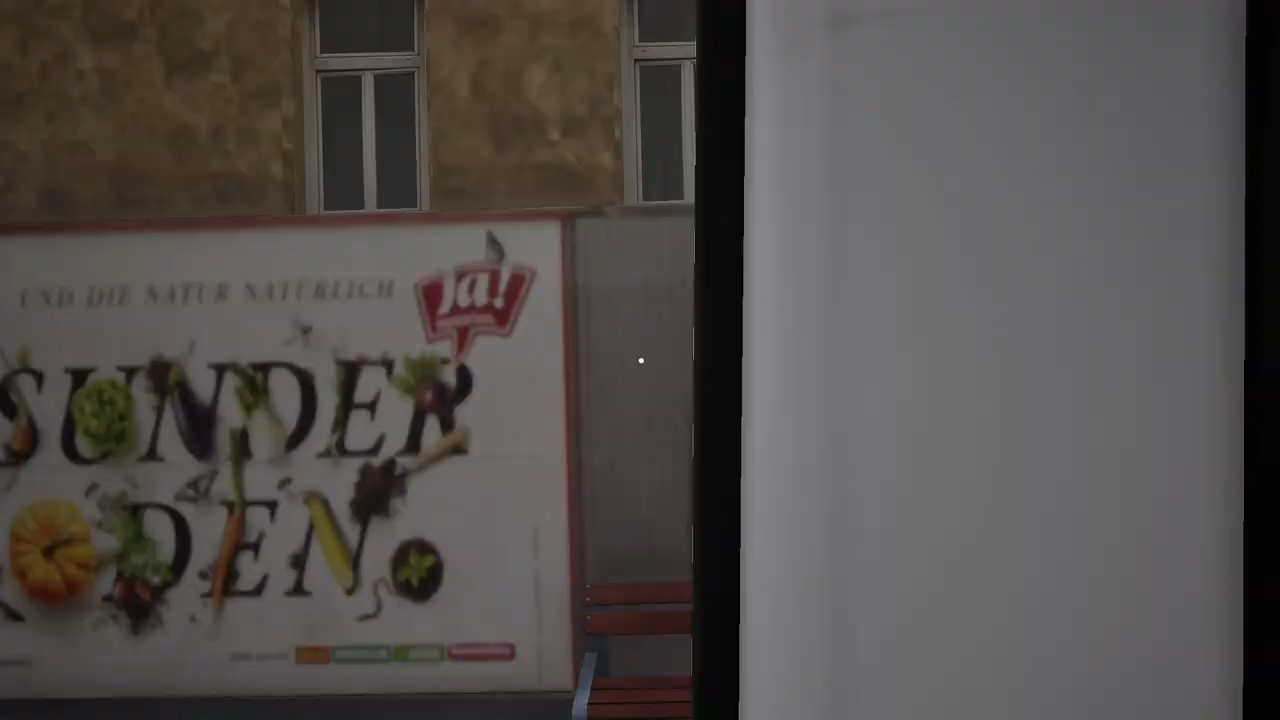 UND DIE NATUR NATÜRLICH
Ja!
SUNDER
DEN.